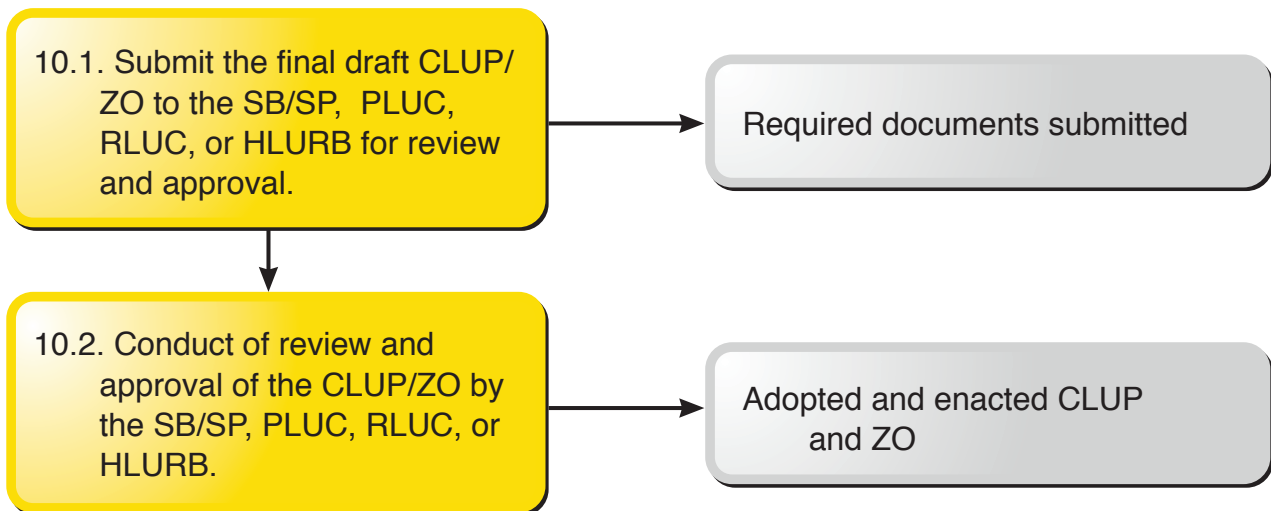 10.1. Submit the final draft CLUP/
ZO to the SB/SP, PLUC,
RLUC, or HLURB for review
and approval.
Required documents submitted
10.2. Conduct of review and
approval of the CLUP/ZO by
the SB/SP, PLUC, RLUC, or
HLURB.
Adopted and enacted CLUP
and ZO